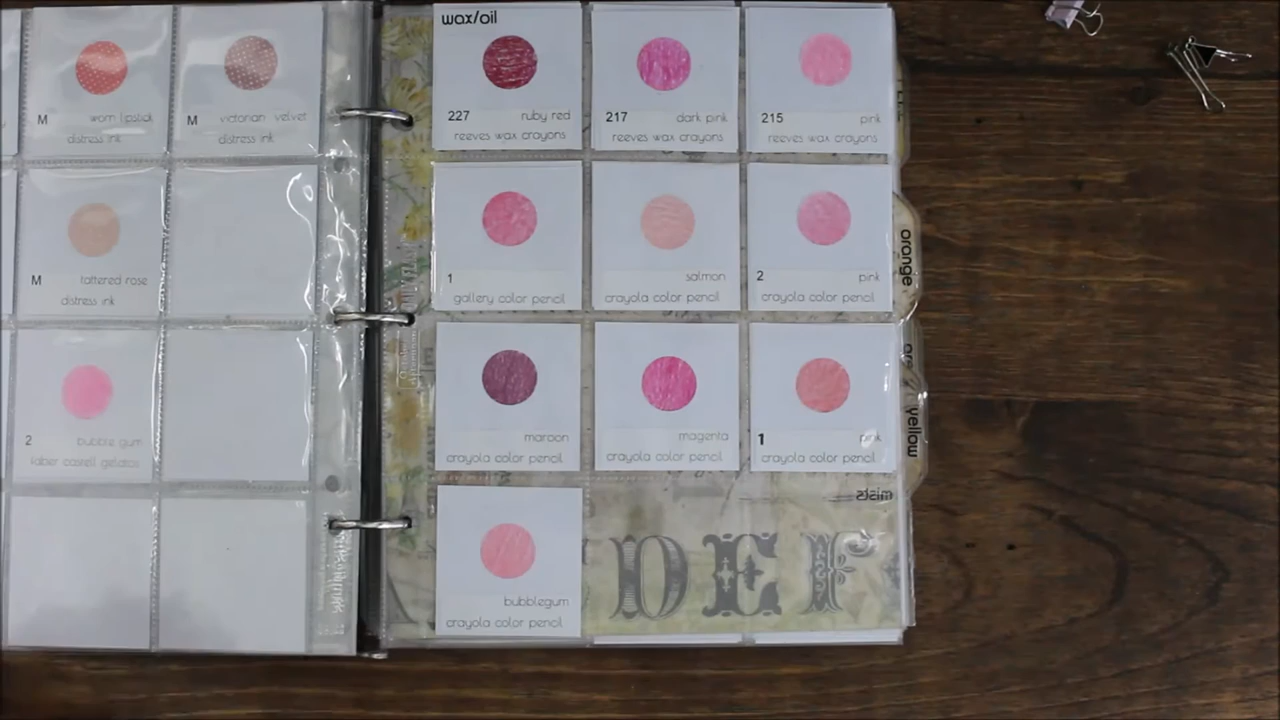 M worn lipstick
distress ink
M victorian velvet
distress ink
M tattered rose
distress ink
2 bubble gum
faber castell gelatos
wax/oil
227 ruby red
reeves wax crayons
217 dark pink
reeves wax crayons
215 pink
reeves wax crayons
1
gallery color pencil
salmon
crayola color pencil
2 pink
crayola color pencil
maroon
crayola color pencil
magenta
crayola color pencil
1 pink
crayola color pencil
bubblegum
crayola color pencil
mists
DEF
orange
yellow